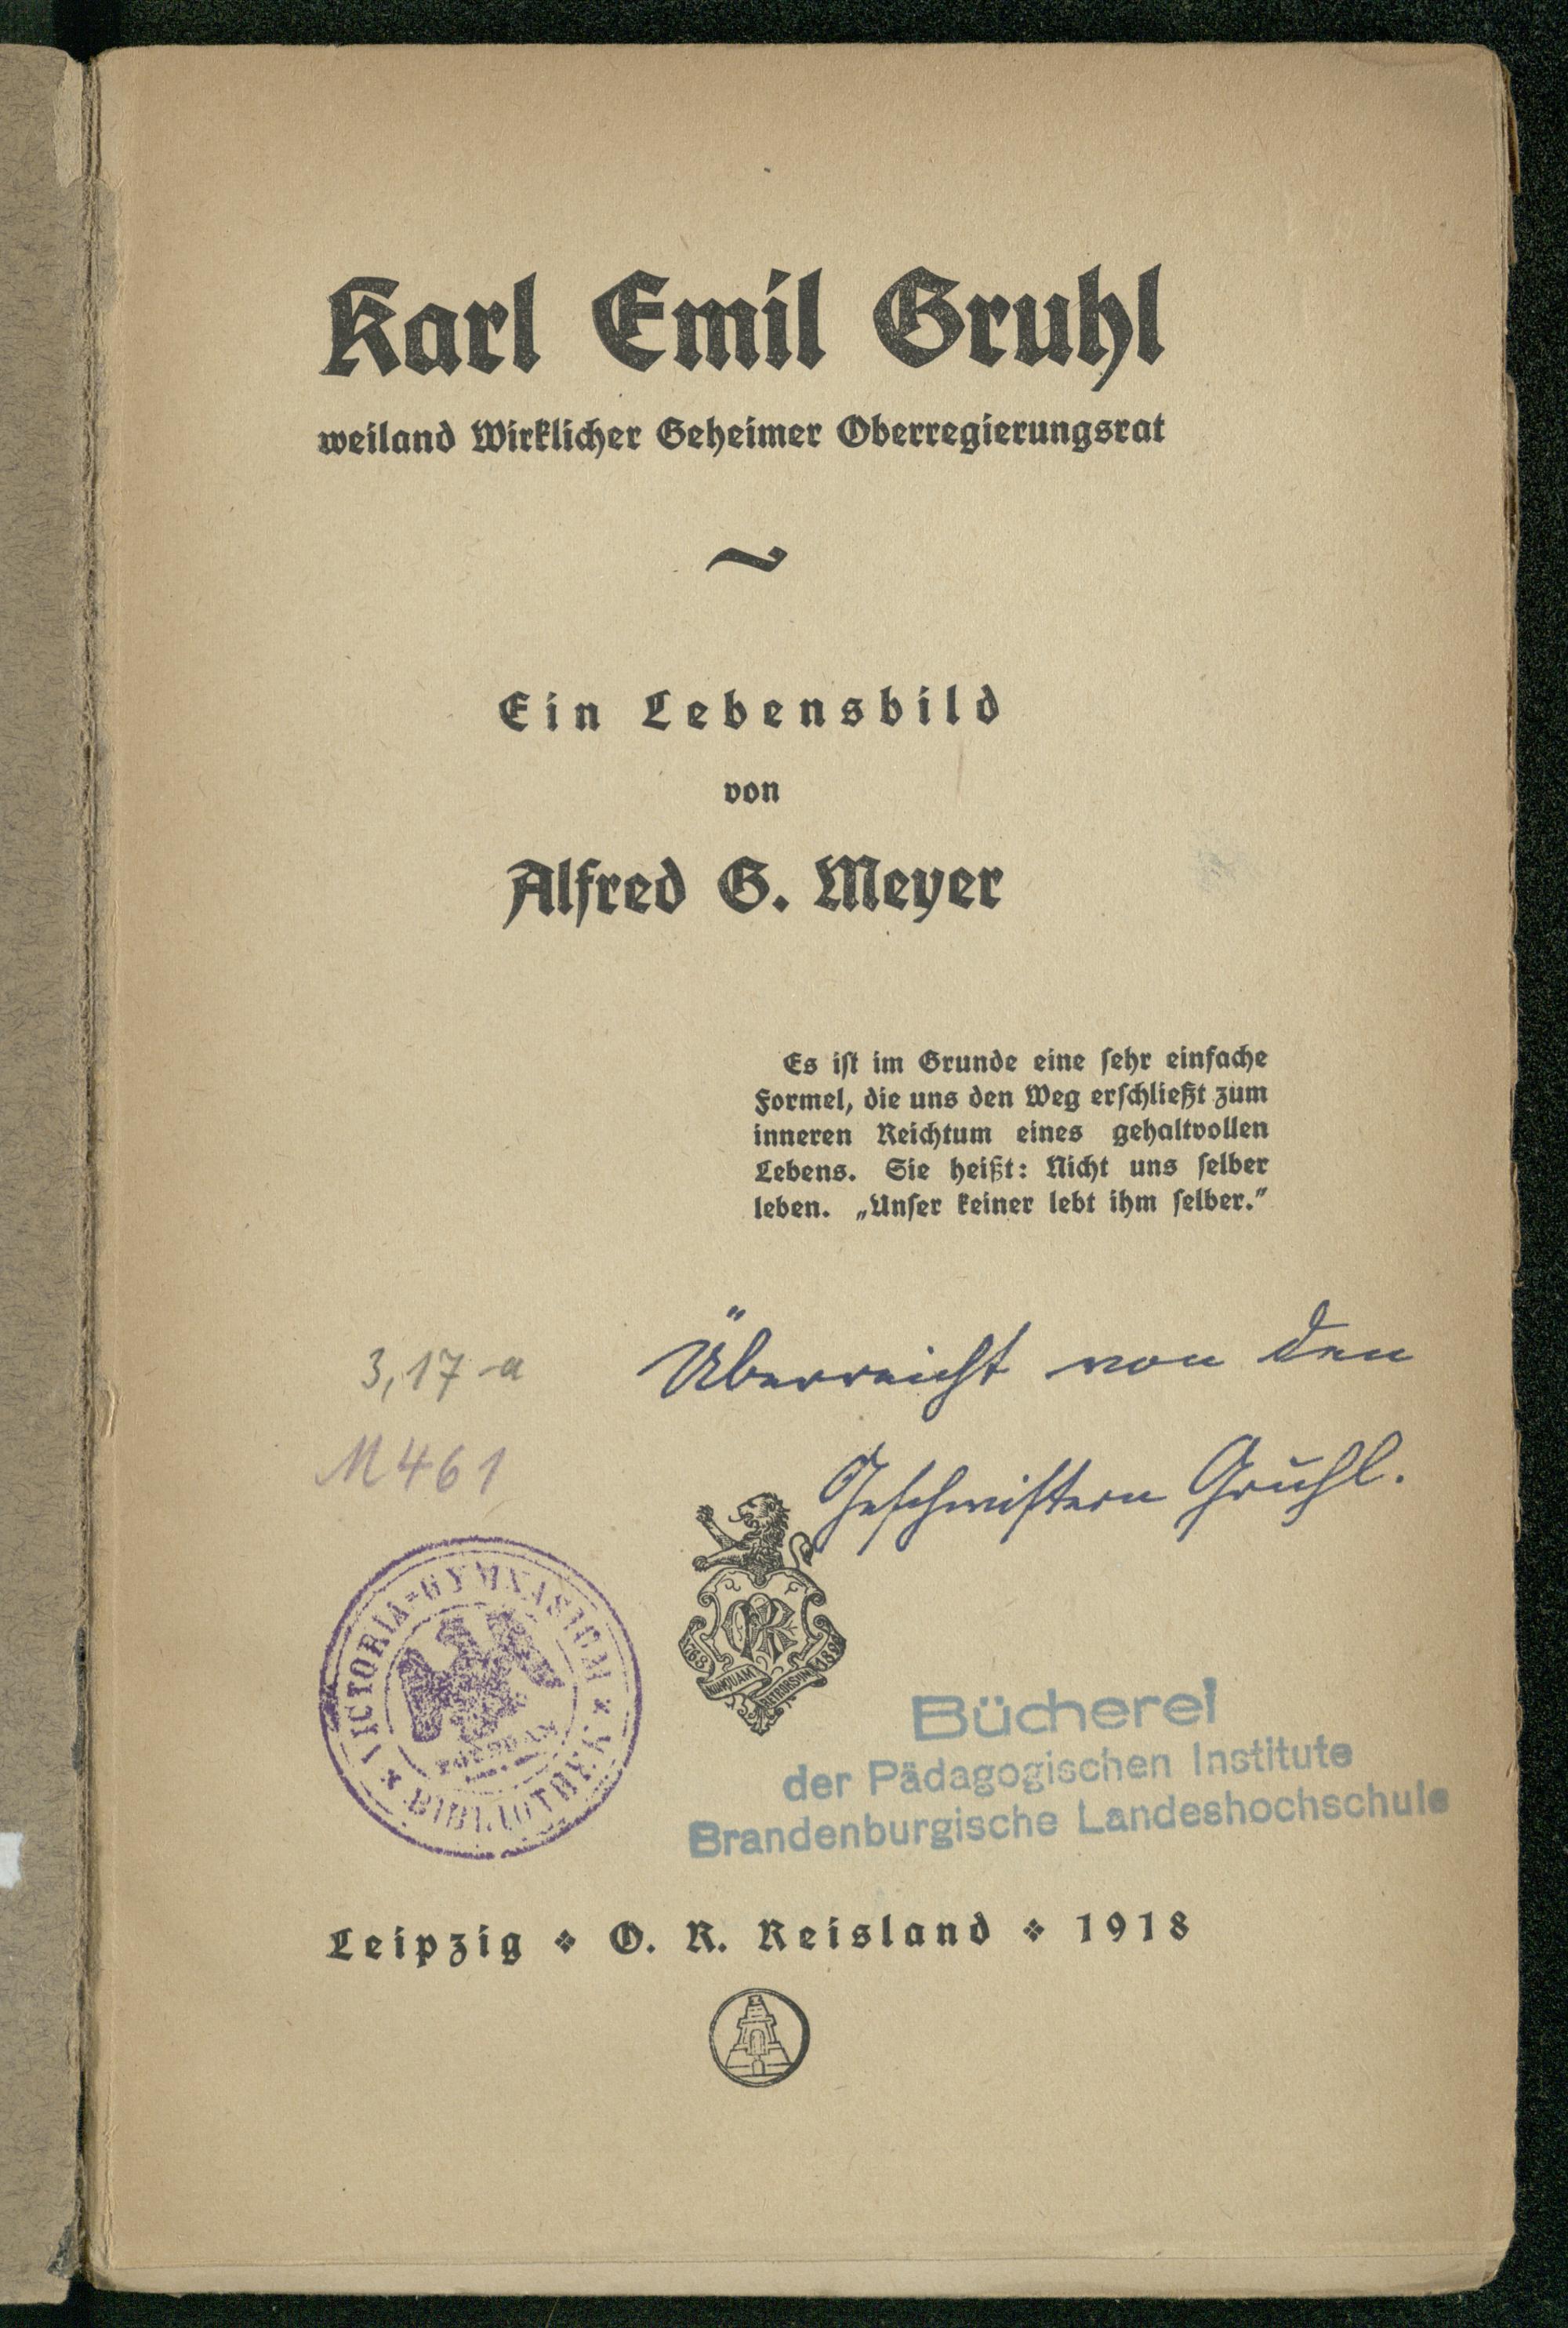 Karl Emil Gruhl
weiland Wirklicher Geheimer Oberregierungsrat
Ein Lebensbild
von
Alfred G. Meyer
Es iſt im Grunde eine ſehr einfache
Formel, die uns den Weg erſchließt zum
inneren Reichtum eines gehaltvollen
Lebens. Sie heißt: Nicht uns ſelber
leben. „Unſer keiner lebt ihm ſelber.“
3,17-a
Überreicht von den
M461
Geschwistern Gruhl.
VICTORIA-GYMNASIUM
POTSDAM
BIBLIOTHEK
OR
NUNQUAM RETRORSUM
Bücherei
der Pädagogischen Institute
Brandenburgische Landeshochschule
Leipzig O. R. Reisland 1918